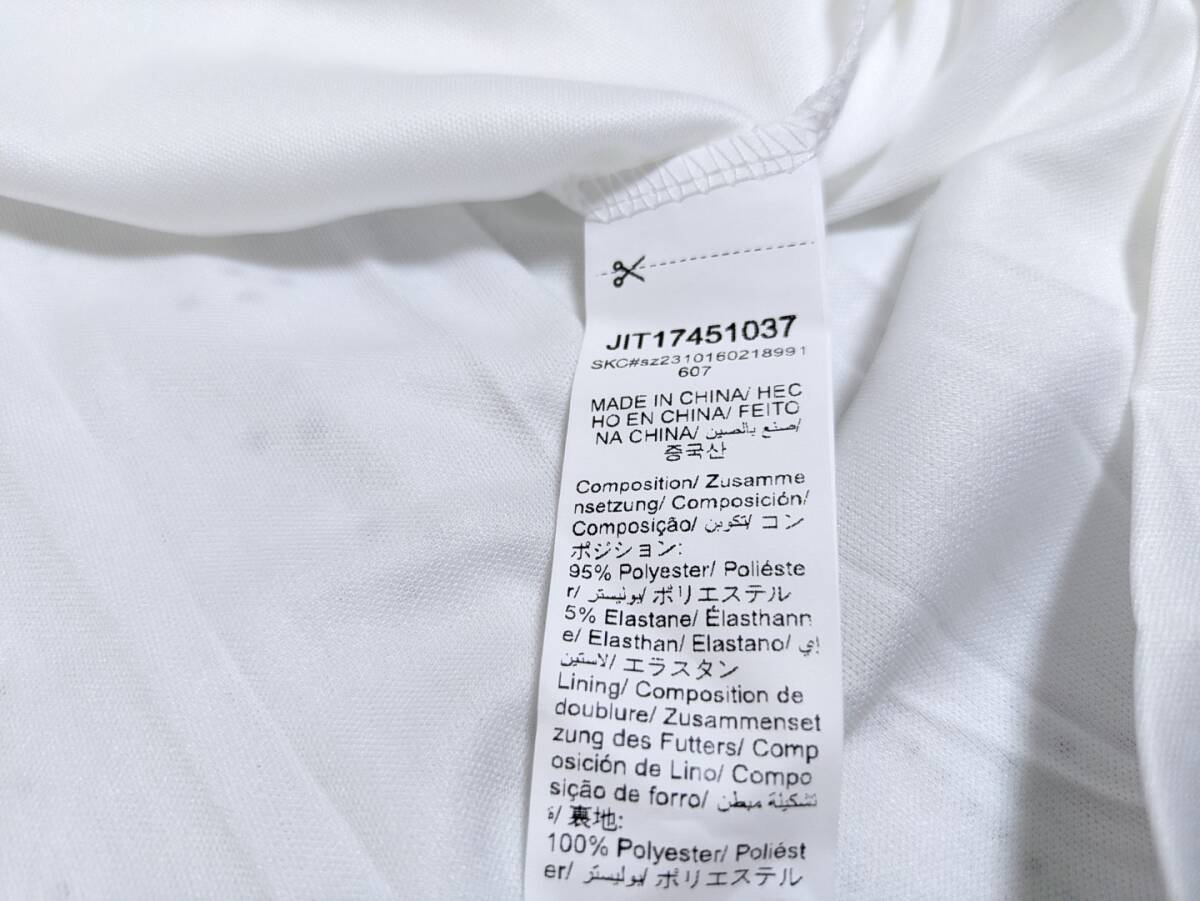 JIT17451037
SKC#sz2310160218991
607
MADE IN CHINA/ HEC
HO EN CHINA/ FEITO
NA CHINA/ صنع بالصين/
중국산
Composition/ Zusamme
nsetzung/ Composición/
Composição/ تكوين/ コン
ポジション:
95% Polyester/ Poliéste
r/ بوليستر/ ポリエステル
5% Elastane/ Élasthann
e/ Elasthan/ Elastano/ إي
لاستين/ エラスタン
Lining/ Composition de
doublure/ Zusammenset
zung des Futters/ Comp
osición de Lino/ Compo
sição de forro/ تشكيلة مبطن
ة/ 裏地:
100% Polyester/ Poliést
er/ بوليستر/ ポリエステル